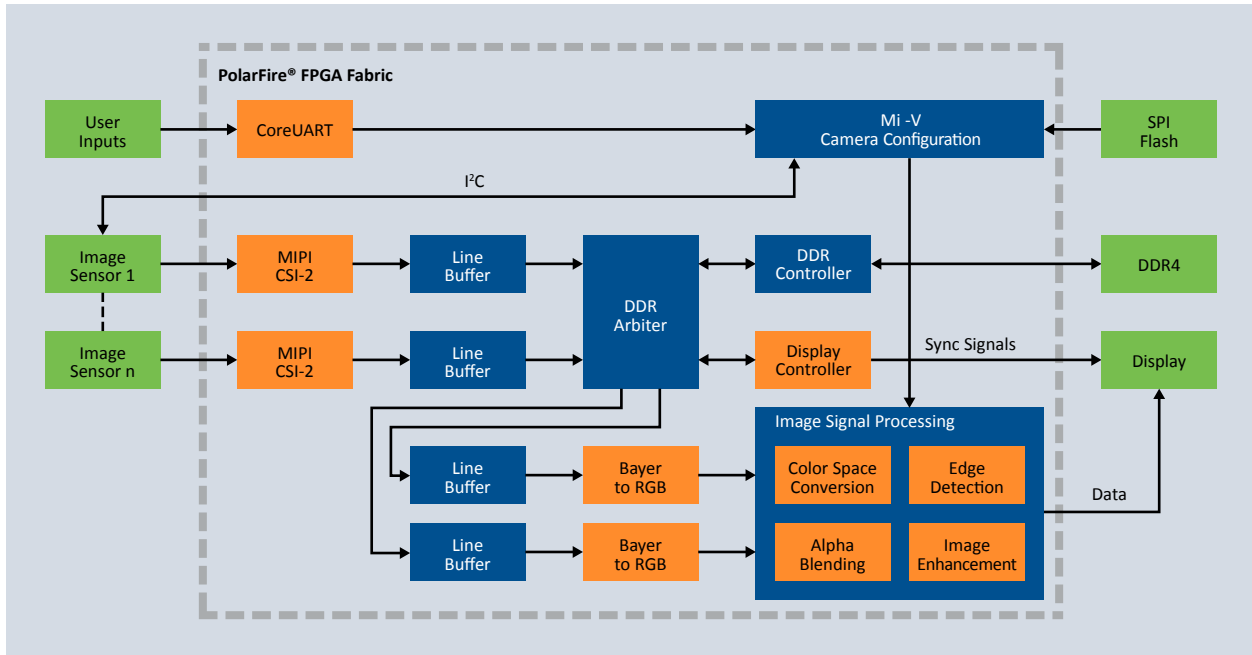 PolarFire® FPGA Fabric
User
Inputs
CoreUART
Mi -V
Camera Configuration
SPI
Flash
I²C
Image
Sensor 1
MIPI
CSI-2
Line
Buffer
DDR
Arbiter
DDR
Controller
DDR4
Image
Sensor n
MIPI
CSI-2
Line
Buffer
Display
Controller
Sync Signals
Display
Image Signal Processing
Line
Buffer
Bayer
to RGB
Color Space
Conversion
Edge
Detection
Data
Line
Buffer
Bayer
to RGB
Alpha
Blending
Image
Enhancement